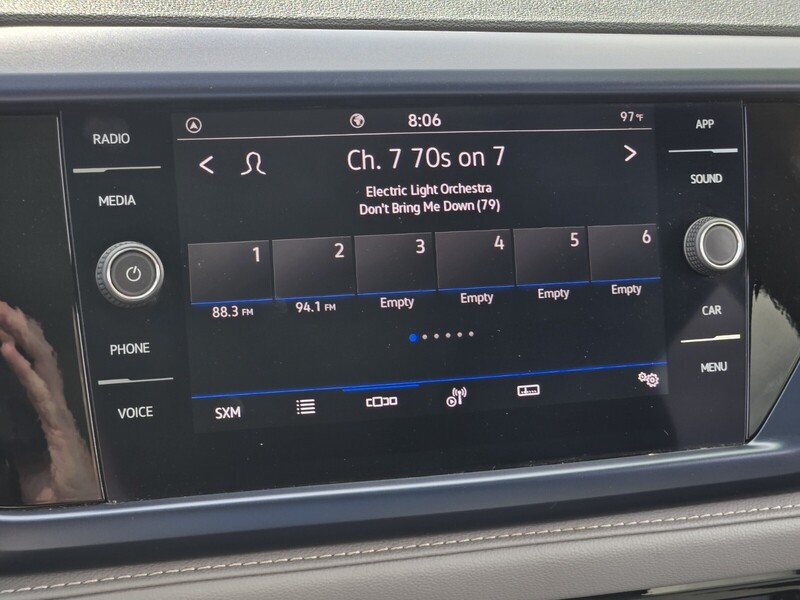 RADIO
MEDIA
PHONE
VOICE
8:06
97°F
Ch. 7 70s on 7
Electric Light Orchestra
Don't Bring Me Down (79)
1 2 3 4 5 6
88.3 FM 94.1 FM Empty Empty Empty Empty
SXM
APP
SOUND
CAR
MENU